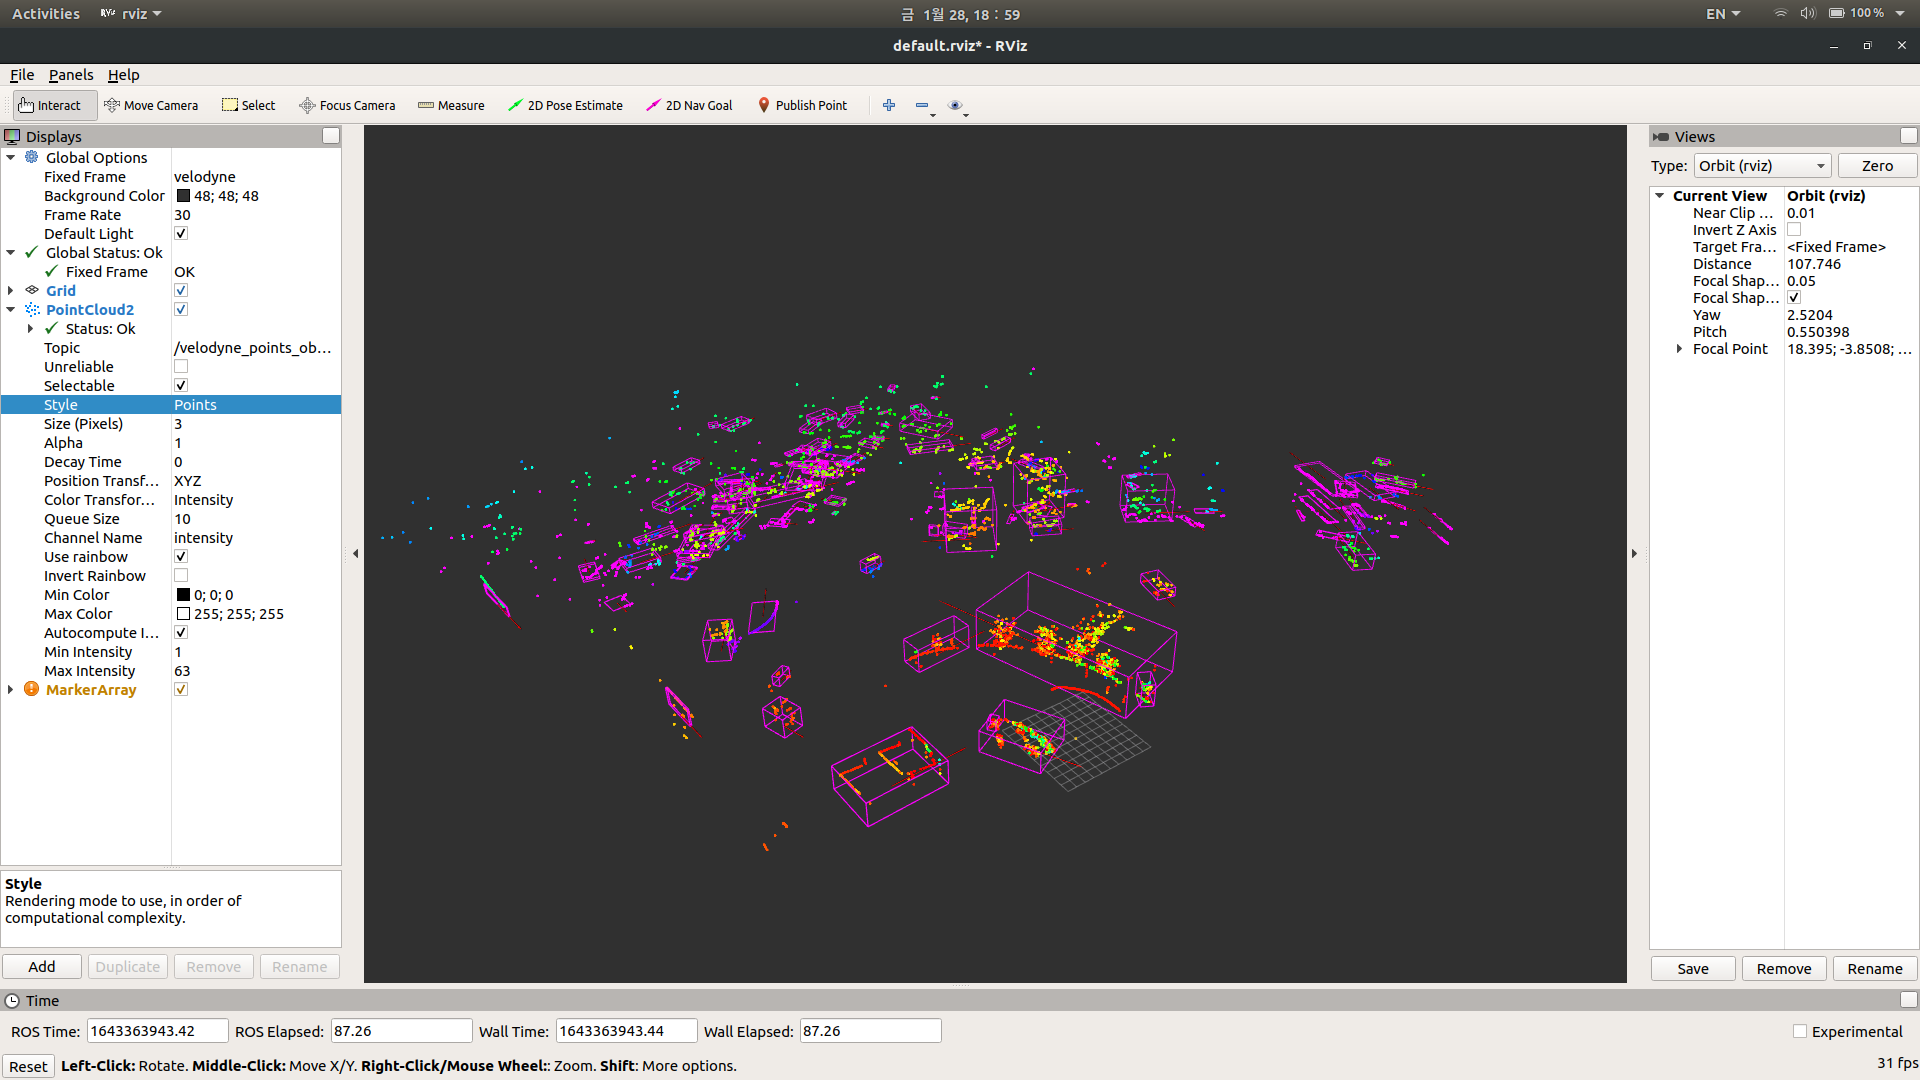 Activities RViz rviz 금 1월 28, 18 : 59 EN 100 %
default.rviz* - RViz
File Panels Help
Interact Move Camera Select Focus Camera Measure 2D Pose Estimate 2D Nav Goal Publish Point
Displays
Global Options
Fixed Frame velodyne
Background Color 48; 48; 48
Frame Rate 30
Default Light
Global Status: Ok
Fixed Frame OK
Grid
PointCloud2
Status: Ok
Topic /velodyne_points_ob...
Unreliable
Selectable
Style Points
Size (Pixels) 3
Alpha 1
Decay Time 0
Position Transf... XYZ
Color Transfor... Intensity
Queue Size 10
Channel Name intensity
Use rainbow
Invert Rainbow
Min Color 0; 0; 0
Max Color 255; 255; 255
Autocompute I...
Min Intensity 1
Max Intensity 63
MarkerArray
Style
Rendering mode to use, in order of
computational complexity.
Add Duplicate Remove Rename
Views
Type: Orbit (rviz) Zero
Current View Orbit (rviz)
Near Clip ... 0.01
Invert Z Axis
Target Fra... <Fixed Frame>
Distance 107.746
Focal Shap... 0.05
Focal Shap...
Yaw 2.5204
Pitch 0.550398
Focal Point 18.395; -3.8508; ...
Save Remove Rename
Time
ROS Time: 1643363943.42 ROS Elapsed: 87.26 Wall Time: 1643363943.44 Wall Elapsed: 87.26 Experimental
Reset Left-Click: Rotate. Middle-Click: Move X/Y. Right-Click/Mouse Wheel:: Zoom. Shift: More options. 31 fps